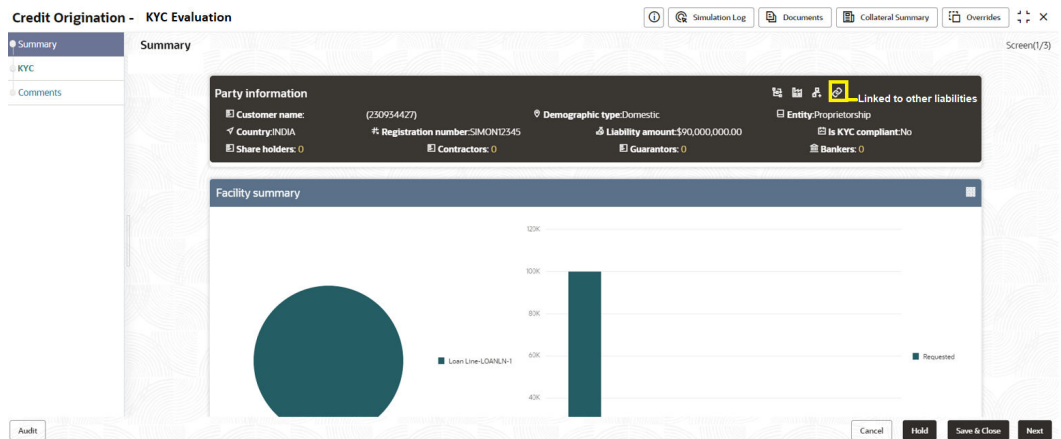 Credit Origination - KYC Evaluation
Simulation Log Documents Collateral Summary Overrides
Summary
KYC
Comments
Summary
Screen(1/3)
Party information
Linked to other liabilities
Customer name: (230934427) Demographic type:Domestic Entity:Proprietorship
Country:INDIA Registration number:SIMON12345 Liability amount:$90,000,000.00 Is KYC compliant:No
Share holders: 0 Contractors: 0 Guarantors: 0 Bankers: 0
Facility summary
120K
100K
80K
60K
40K
Loan Line-LOANLN-1
Requested
Audit Cancel Hold Save & Close Next